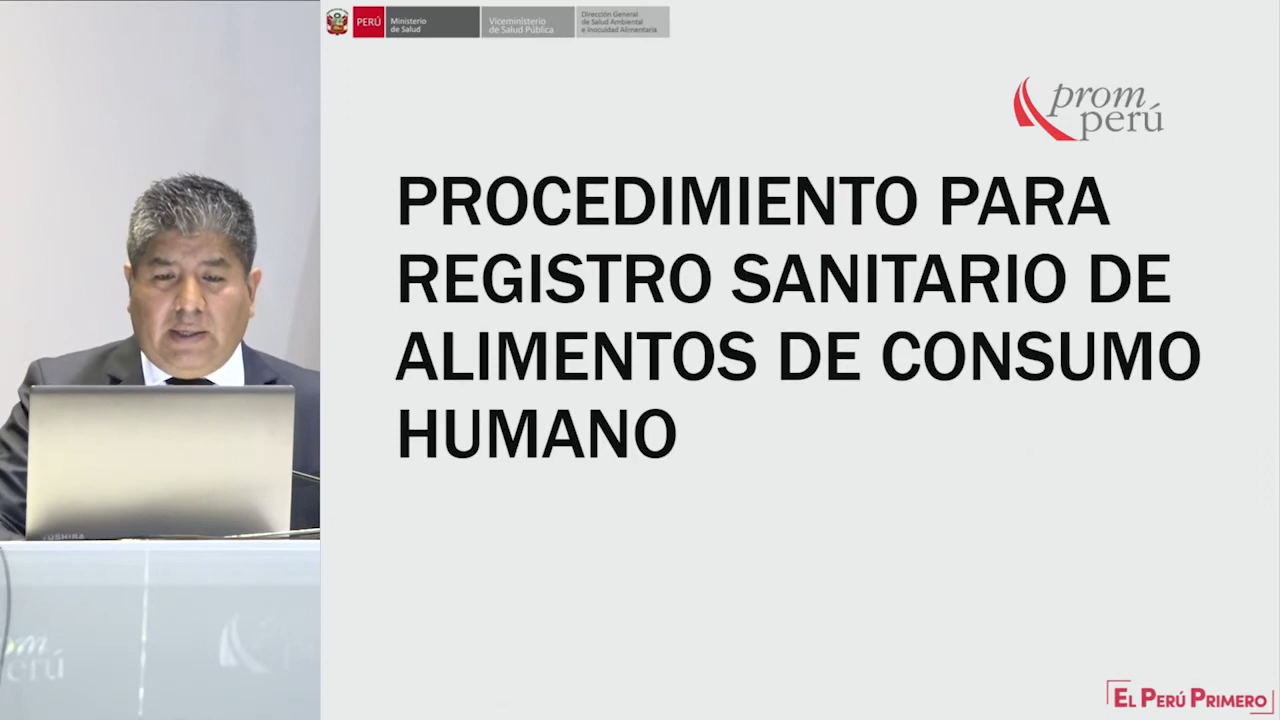 PERÚ
Ministerio
de Salud
Viceministerio
de Salud Pública
Dirección General
de Salud Ambiental
e Inocuidad Alimentaria
prom
perú
PROCEDIMIENTO PARA
REGISTRO SANITARIO DE
ALIMENTOS DE CONSUMO
HUMANO
TOSHIBA
perú
EL PERÚ PRIMERO